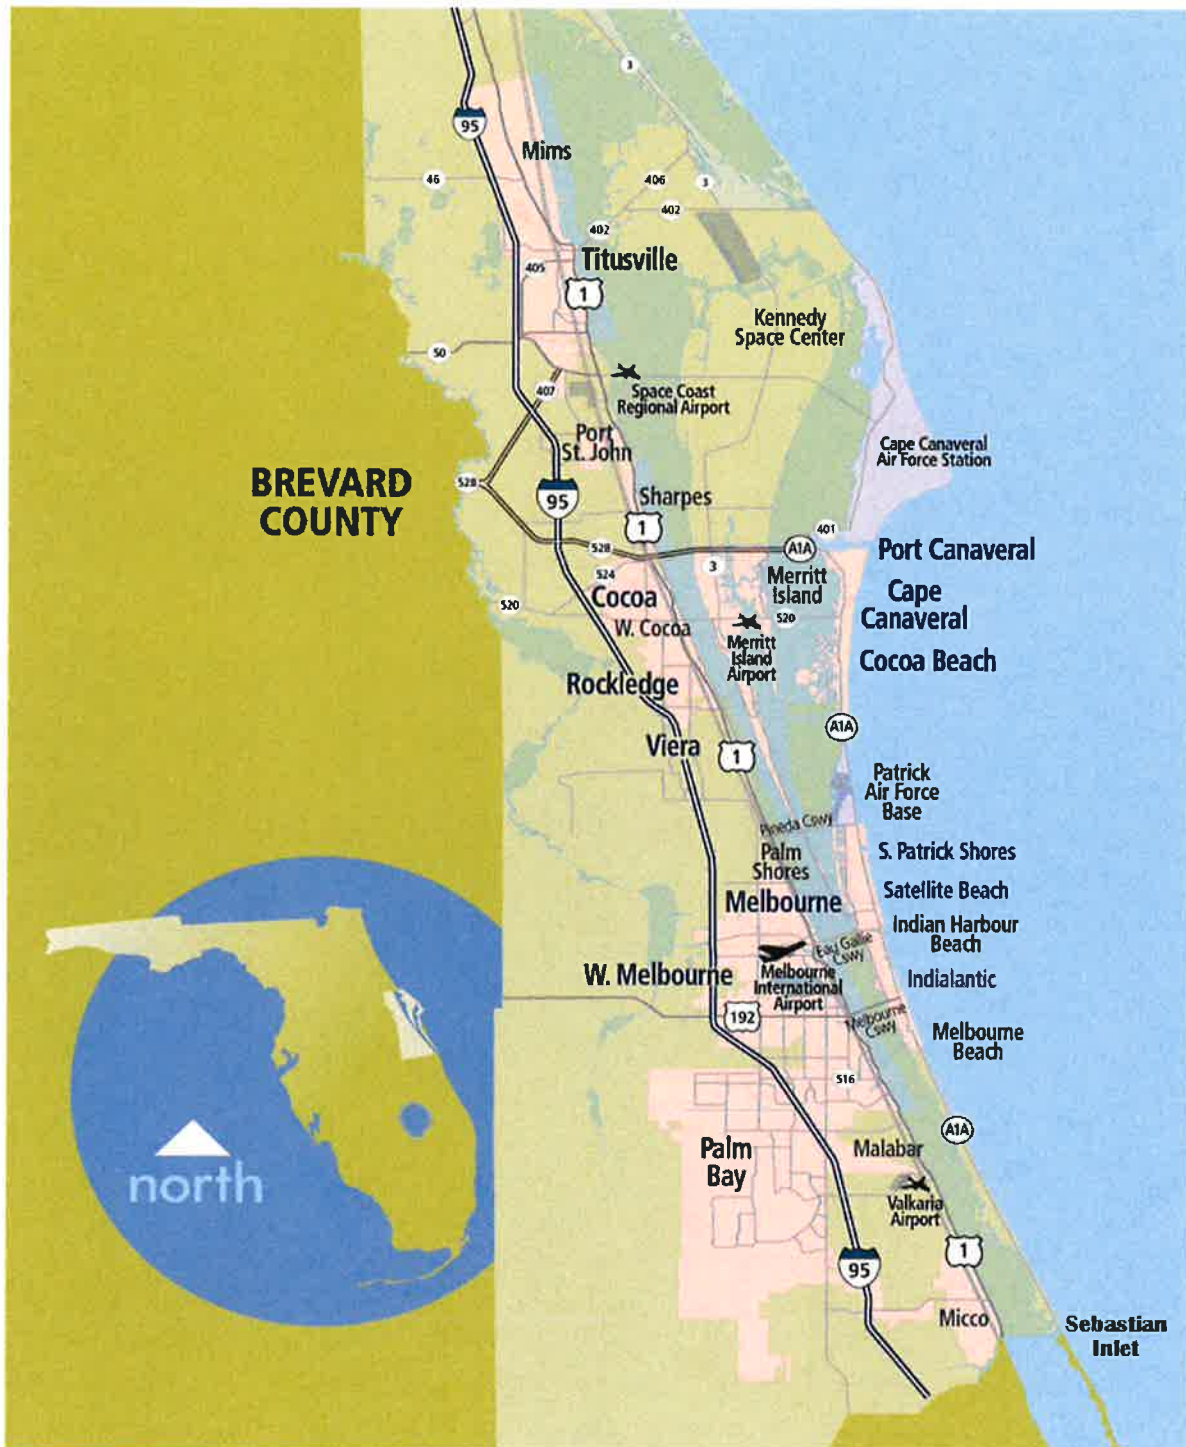 3
95
Mims
46
406
3
402
402
Titusville
405
1
Kennedy
Space Center
50
407
Space Coast
Regional Airport
Port
St. John
Cape Canaveral
Air Force Station
BREVARD
COUNTY
528
95
Sharpes
1
401
528
A1A
Port Canaveral
3
524
Merritt
Island
Cape
Canaveral
Cocoa
520
520
W. Cocoa
Merritt
Island
Airport
Cocoa Beach
Rockledge
A1A
Viera
1
Patrick
Air Force
Base
Pineda Cswy
Palm
Shores
S. Patrick Shores
Satellite Beach
Melbourne
Indian Harbour
Beach
Eau Gallie
Cswy
W. Melbourne
Melbourne
International
Airport
Indialantic
192
Melbourne
Cswy
Melbourne
Beach
516
A1A
Palm
Bay
Malabar
north
Valkaria
Airport
1
95
Micco
Sebastian
Inlet